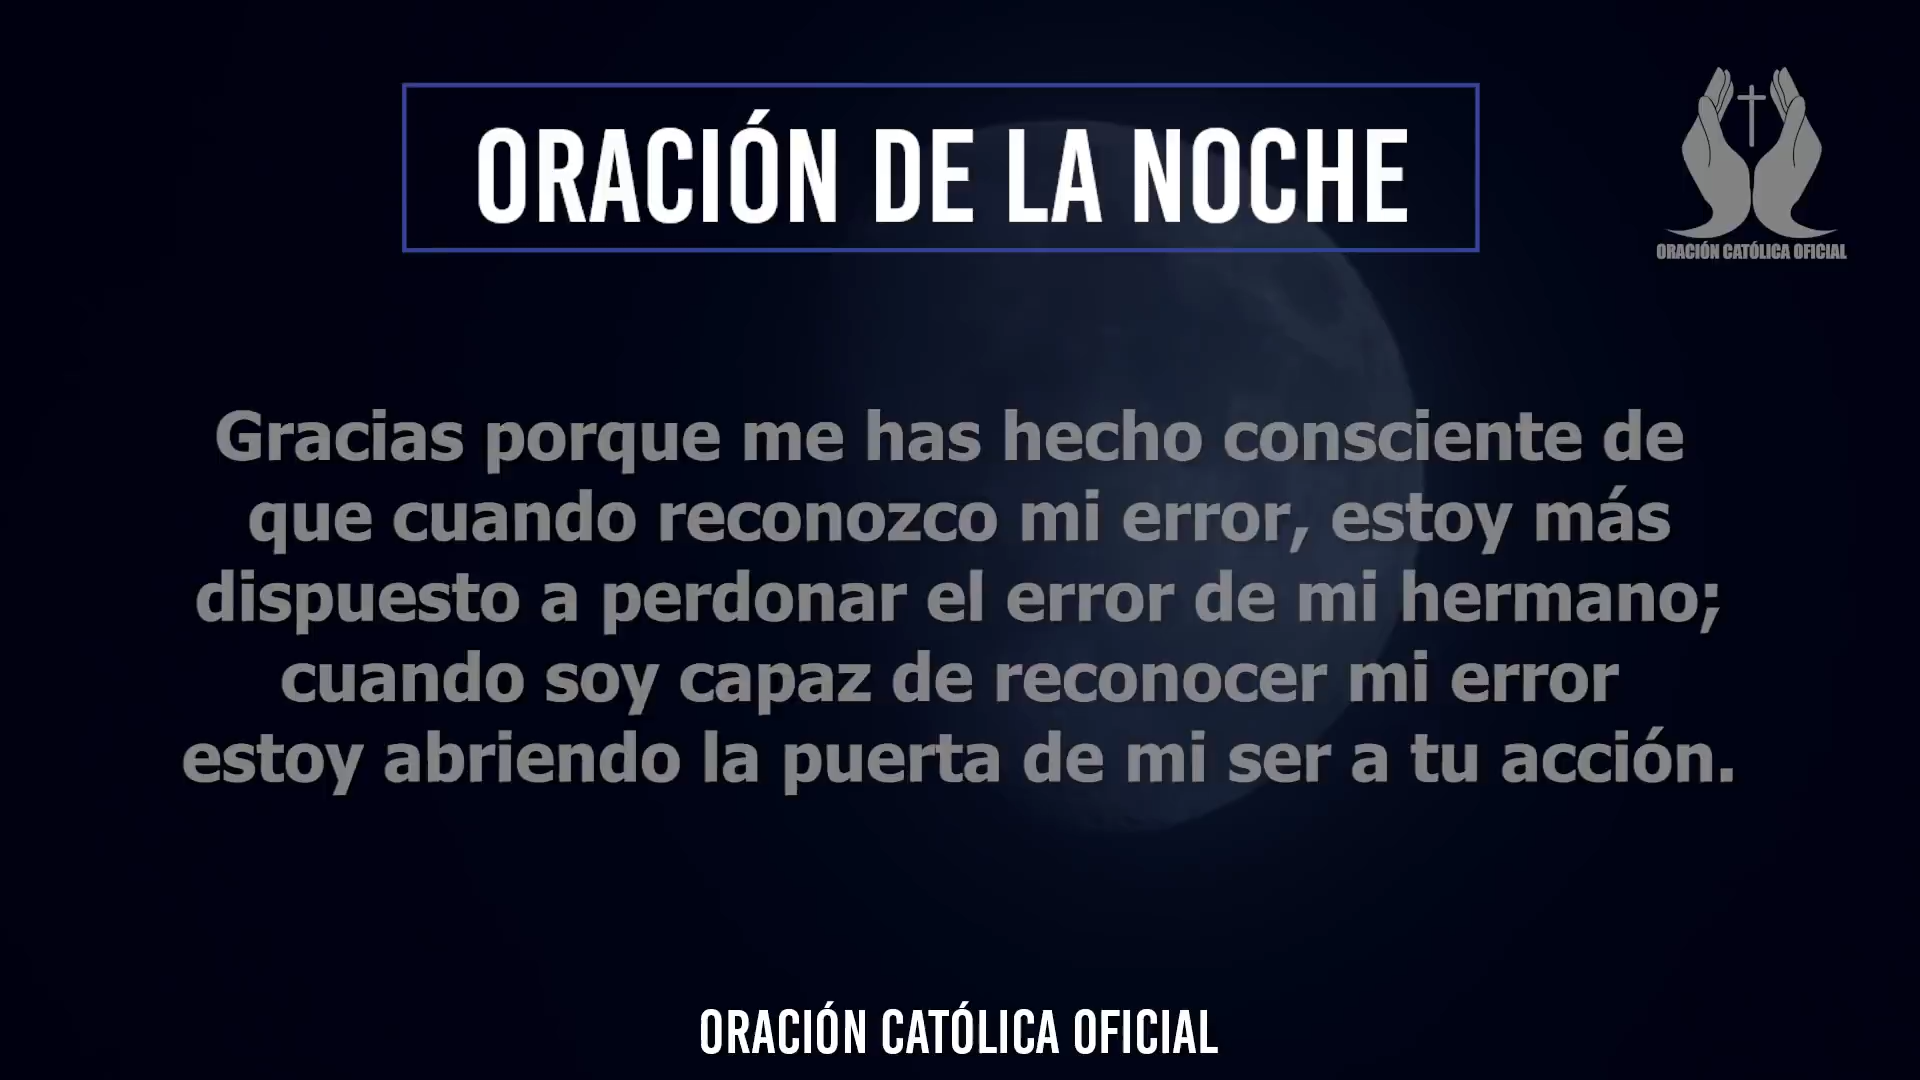 ORACIÓN DE LA NOCHE
ORACIÓN CATÓLICA OFICIAL
Gracias porque me has hecho consciente de
que cuando reconozco mi error, estoy más
dispuesto a perdonar el error de mi hermano;
cuando soy capaz de reconocer mi error
estoy abriendo la puerta de mi ser a tu acción.
ORACIÓN CATÓLICA OFICIAL